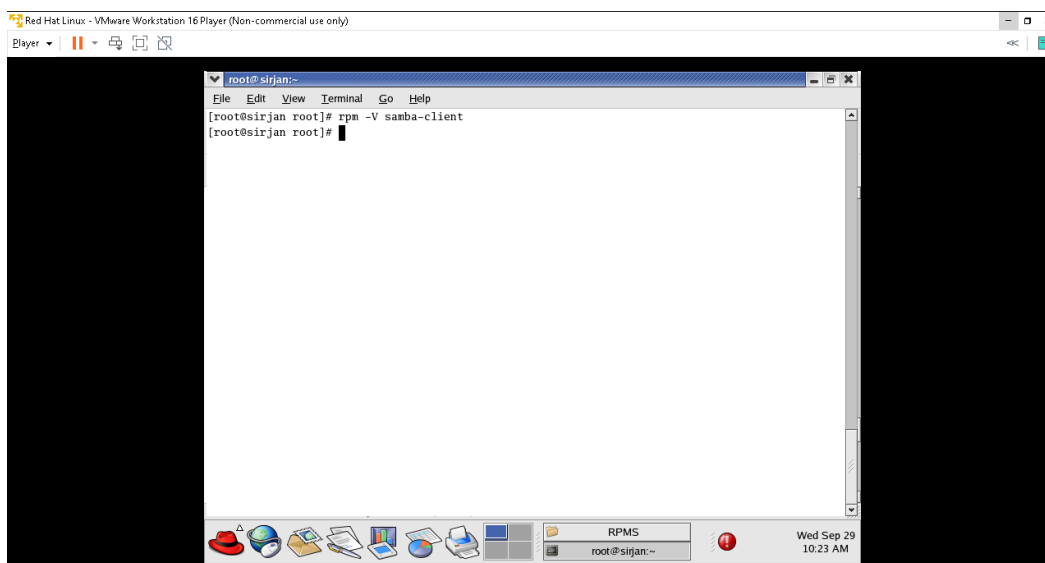 Red Hat Linux - VMware Workstation 16 Player (Non-commercial use only)
Player
root@sirjan:~
File Edit View Terminal Go Help
[root@sirjan root]# rpm -V samba-client
[root@sirjan root]#
RPMS
root@sirjan:~
Wed Sep 29
10:23 AM